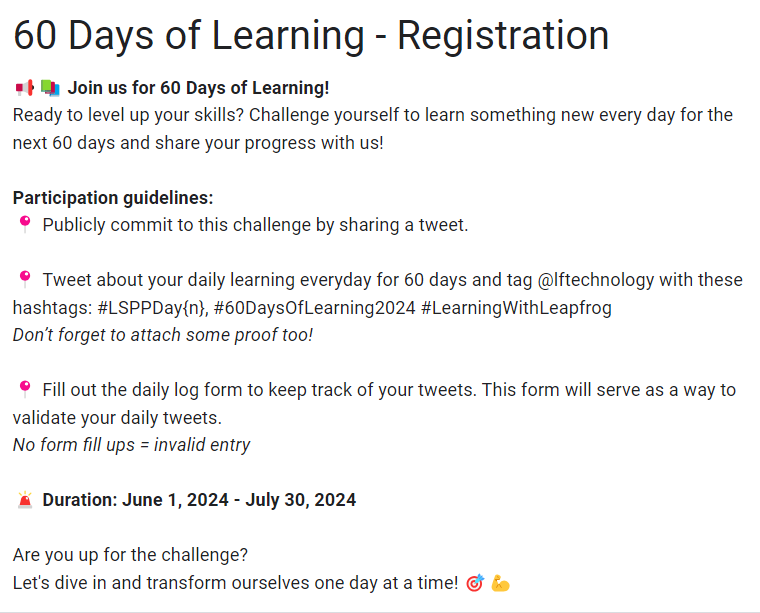 60 Days of Learning - Registration
📢 📚 Join us for 60 Days of Learning!
Ready to level up your skills? Challenge yourself to learn something new every day for the
next 60 days and share your progress with us!
Participation guidelines:
📍 Publicly commit to this challenge by sharing a tweet.
📍 Tweet about your daily learning everyday for 60 days and tag @lftechnology with these
hashtags: #LSPPDay{n}, #60DaysOfLearning2024 #LearningWithLeapfrog
Don’t forget to attach some proof too!
📍 Fill out the daily log form to keep track of your tweets. This form will serve as a way to
validate your daily tweets.
No form fill ups = invalid entry
🚨 Duration: June 1, 2024 - July 30, 2024
Are you up for the challenge?
Let's dive in and transform ourselves one day at a time! 🎯 💪